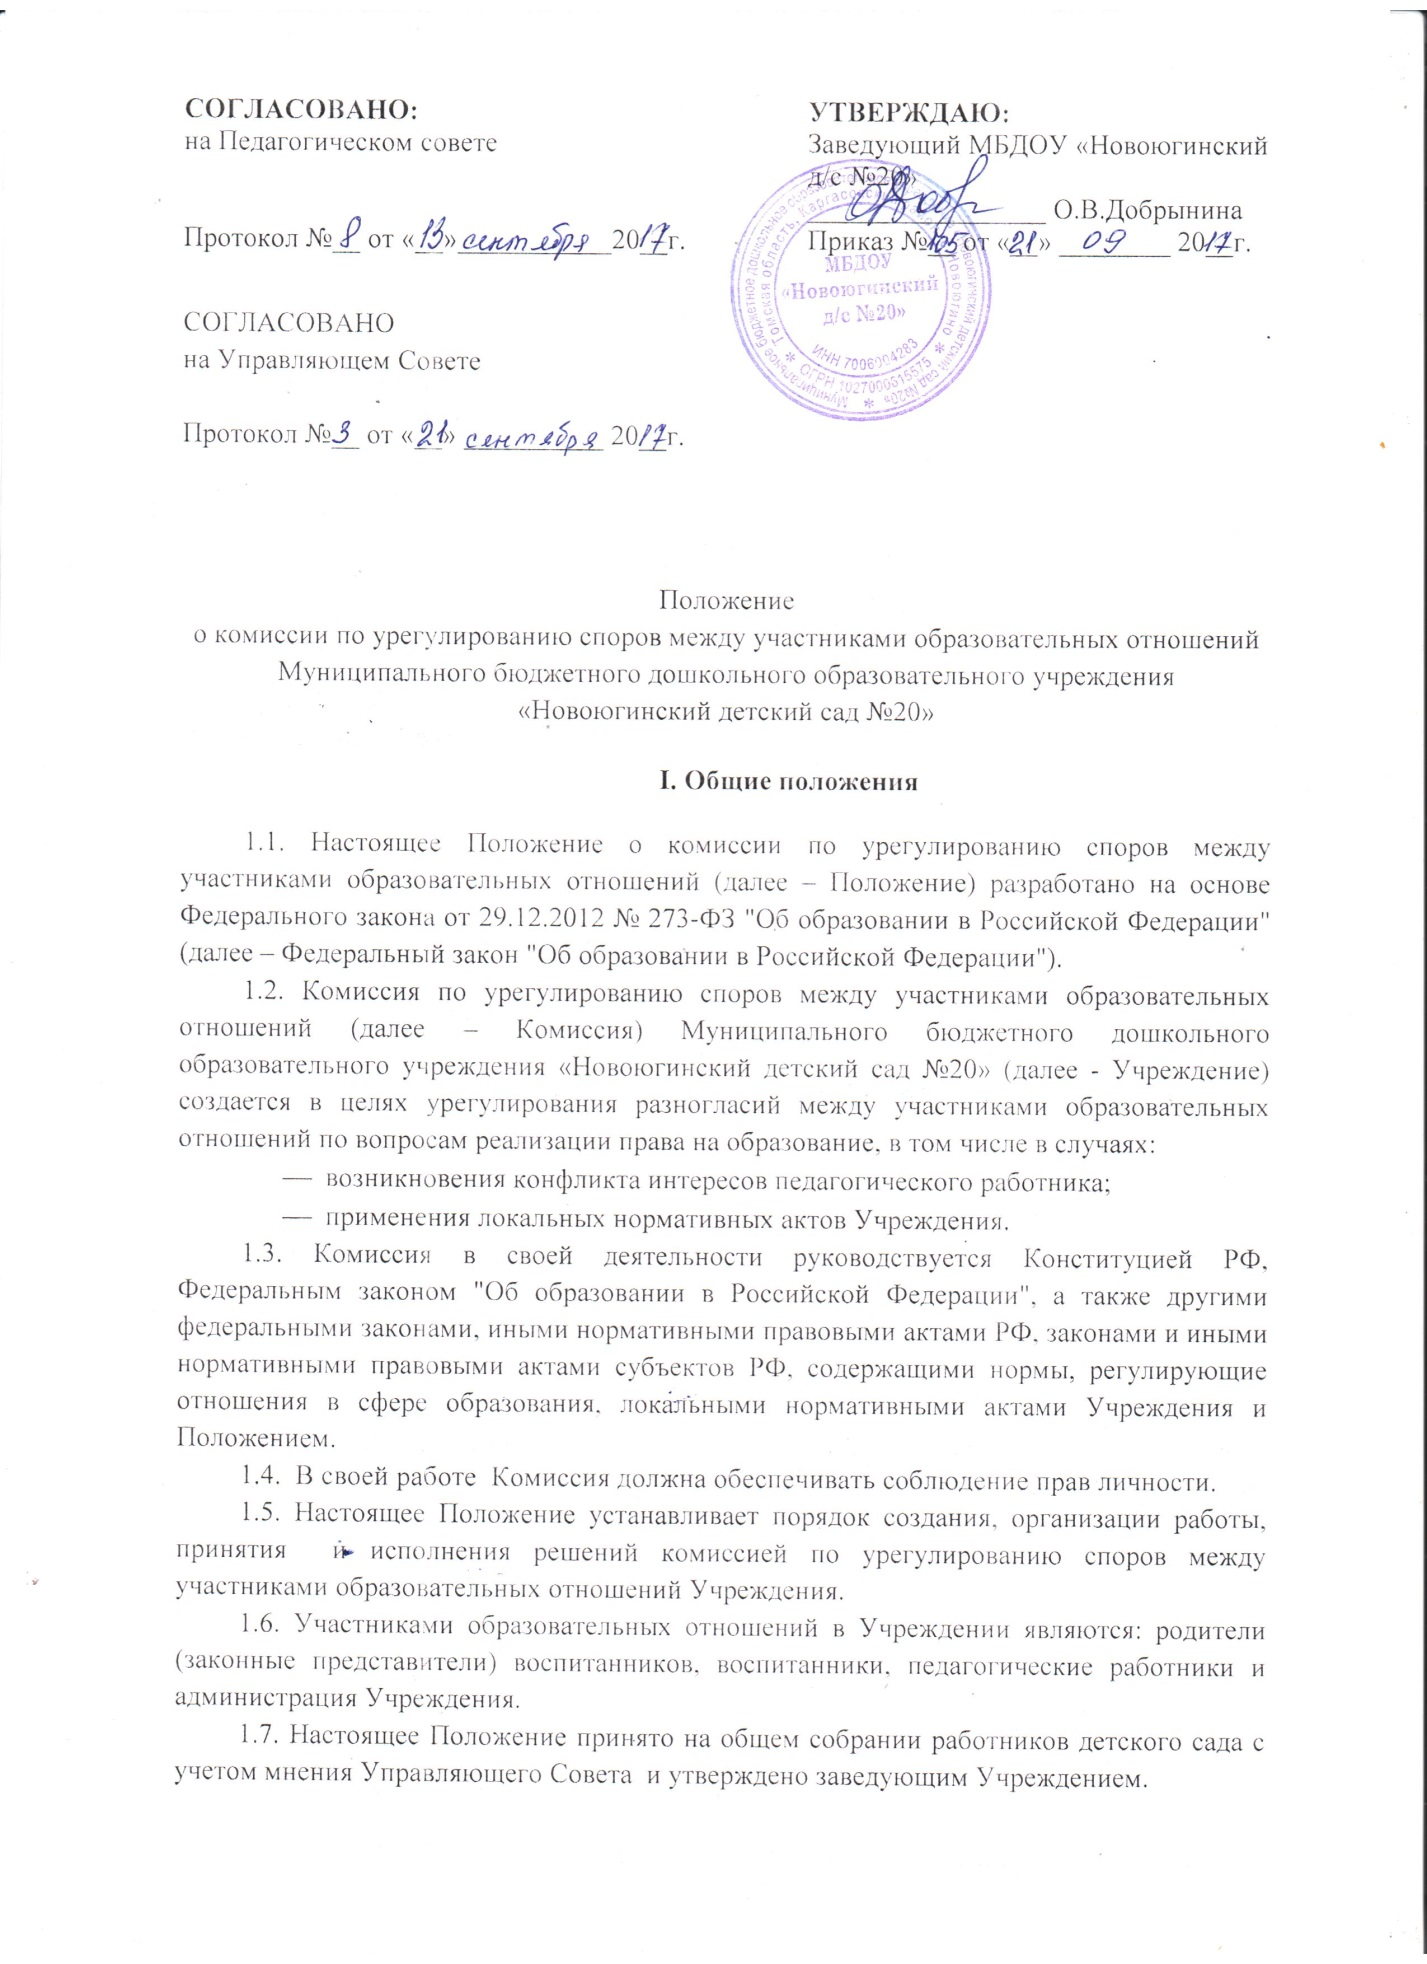 СОГЛАСОВАНО:
на Педагогическом совете
Протокол № 8 от «13» сентября 2017г.
СОГЛАСОВАНО
на Управляющем Совете
Протокол № 3 от «21» сентября 2017г.
УТВЕРЖДАЮ:
Заведующий МБДОУ «Новоюгинский
д/с №20»
О.В.Добрынина
Приказ №105 от «21» 09 2017г.
МБДОУ
«Новоюгинский
д/с №20»
ИНН 7006004283
Положение
о комиссии по урегулированию споров между участниками образовательных отношений
Муниципального бюджетного дошкольного образовательного учреждения
«Новоюгинский детский сад №20»
I. Общие положения
1.1. Настоящее Положение о комиссии по урегулированию споров между
участниками образовательных отношений (далее – Положение) разработано на основе
Федерального закона от 29.12.2012 № 273-ФЗ "Об образовании в Российской Федерации"
(далее – Федеральный закон "Об образовании в Российской Федерации").
1.2. Комиссия по урегулированию споров между участниками образовательных
отношений (далее – Комиссия) Муниципального бюджетного дошкольного
образовательного учреждения «Новоюгинский детский сад №20» (далее - Учреждение)
создается в целях урегулирования разногласий между участниками образовательных
отношений по вопросам реализации права на образование, в том числе в случаях:
— возникновения конфликта интересов педагогического работника;
— применения локальных нормативных актов Учреждения.
1.3. Комиссия в своей деятельности руководствуется Конституцией РФ,
Федеральным законом "Об образовании в Российской Федерации", а также другими
федеральными законами, иными нормативными правовыми актами РФ, законами и иными
нормативными правовыми актами субъектов РФ, содержащими нормы, регулирующие
отношения в сфере образования, локальными нормативными актами Учреждения и
Положением.
1.4. В своей работе Комиссия должна обеспечивать соблюдение прав личности.
1.5. Настоящее Положение устанавливает порядок создания, организации работы,
принятия и исполнения решений комиссией по урегулированию споров между
участниками образовательных отношений Учреждения.
1.6. Участниками образовательных отношений в Учреждении являются: родители
(законные представители) воспитанников, воспитанники, педагогические работники и
администрация Учреждения.
1.7. Настоящее Положение принято на общем собрании работников детского сада с
учетом мнения Управляющего Совета и утверждено заведующим Учреждением.